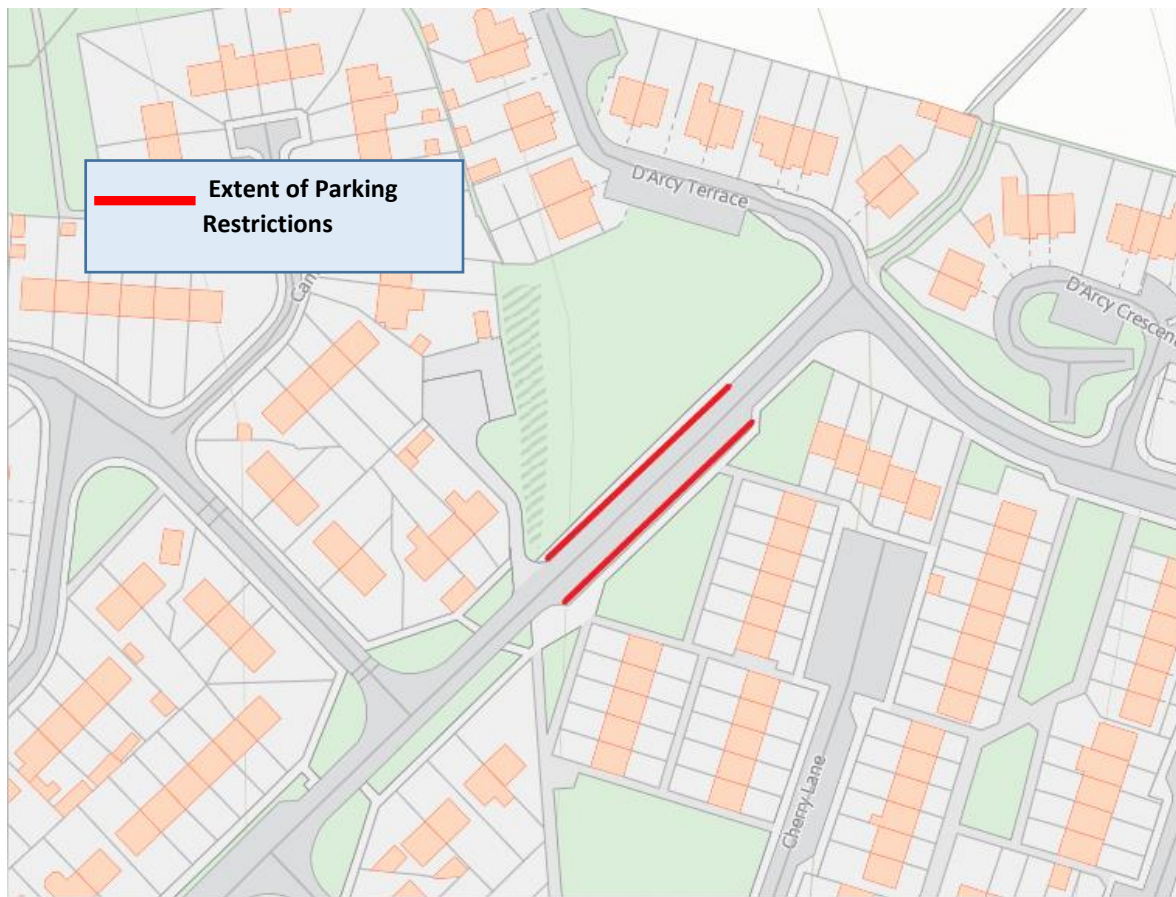 Extent of Parking
Restrictions
D'Arcy Terrace
D'Arcy Crescent
Cherry Lane